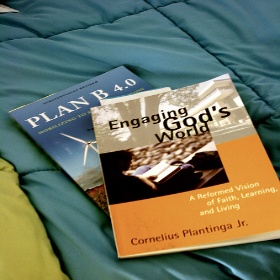 PLAN B 4.0
Engaging
God's
World
A Reformed Vision
of Faith, Learning,
and Living
Cornelius Plantinga Jr.